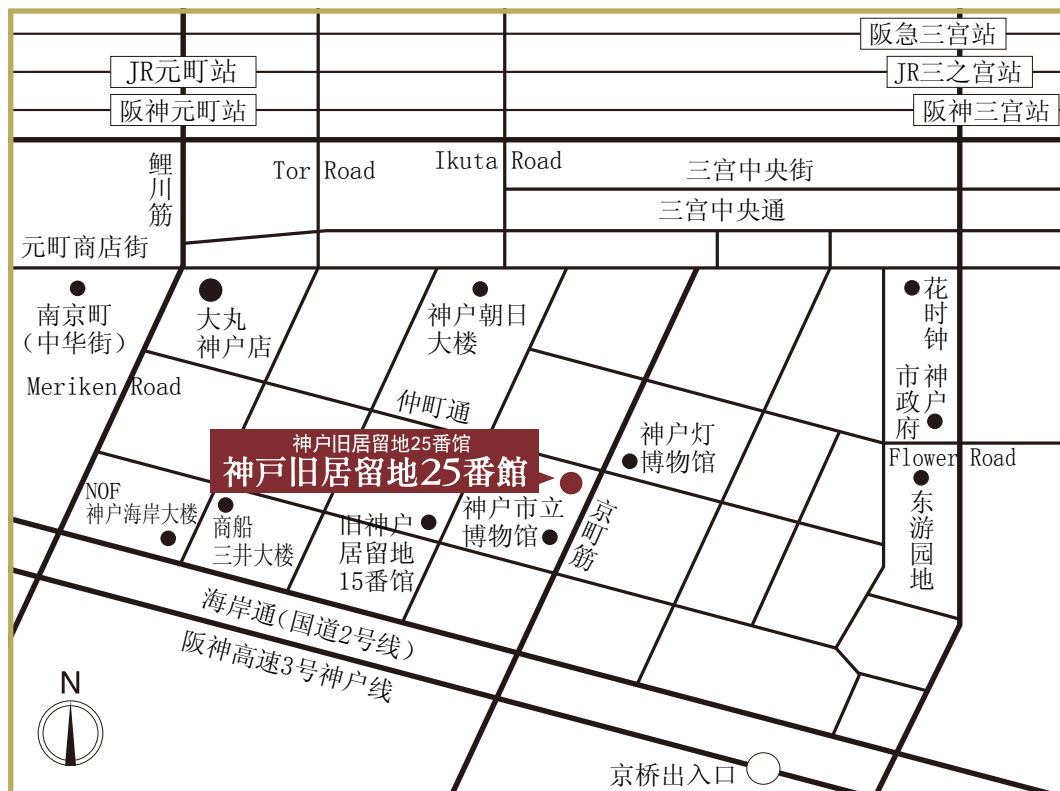 阪急三宫站
JR元町站
JR三之宫站
阪神元町站
阪神三宫站
鲤川筋
Tor Road
Ikuta Road
三宫中央街
三宫中央通
元町商店街
南京町
（中华街）
大丸
神户店
神户朝日
大楼
花时钟
神户
市政府
Meriken Road
仲町通
神户旧居留地25番馆
神戸旧居留地25番館
神户灯
博物馆
Flower Road
NOF
神户海岸大楼
商船
三井大楼
旧神户
居留地
15番馆
神户市立
博物馆
京町筋
东游园地
海岸通（国道2号线）
阪神高速3号神户线
N
京桥出入口